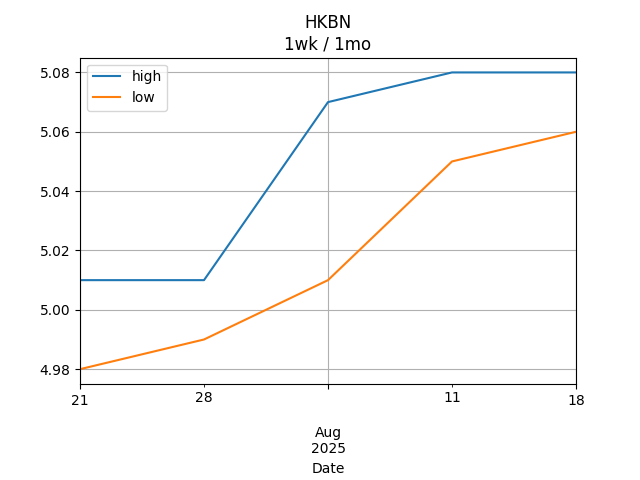 HKBN
1wk / 1mo
high
low
5.08
5.06
5.04
5.02
5.00
4.98
21 28 11 18
Aug
2025
Date